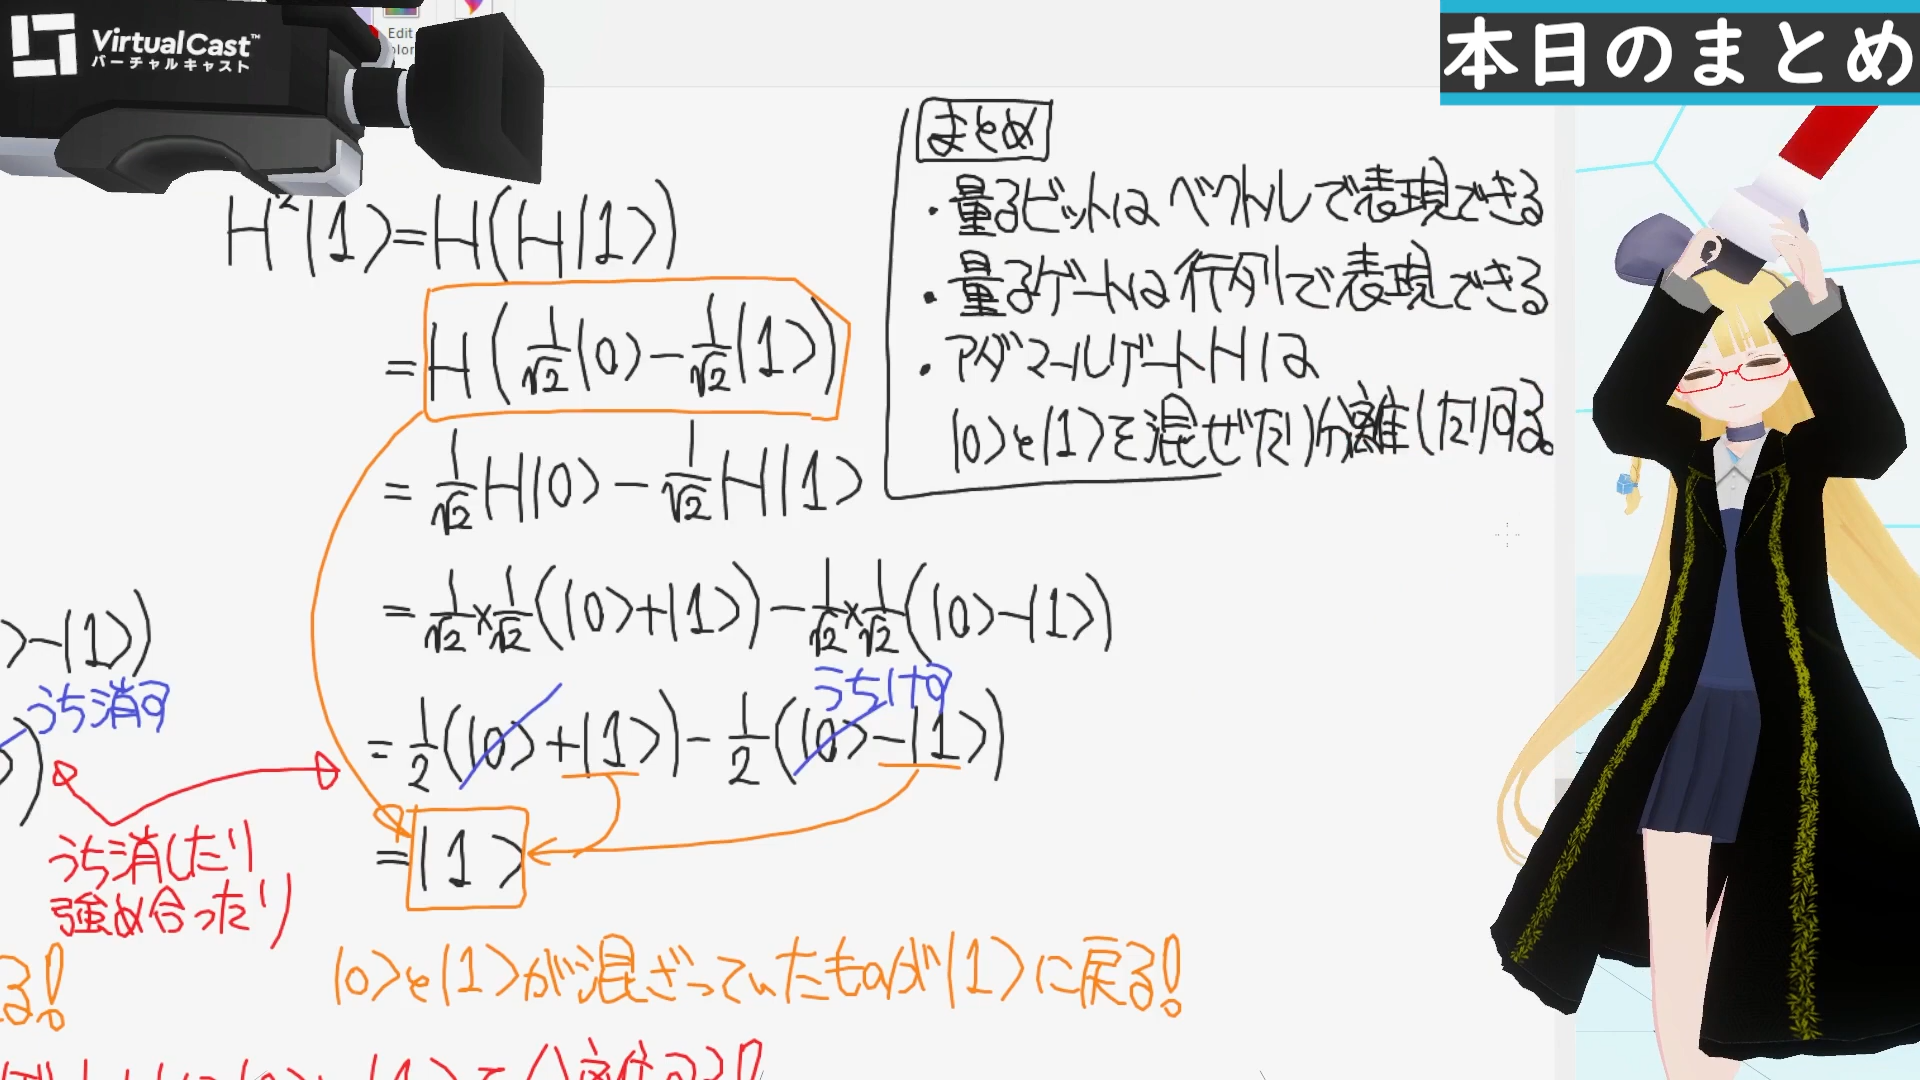 VirtualCast™
バーチャルキャスト
Edit
本日のまとめ
まとめ
・量子ビットはベクトルで表現できる
・量子ゲートは行列で表現できる
・アダマールゲートHは
|0>と|1>を混ぜたり分離したりする。
H²|1>=H(H|1>)
=H(1/√2|0>-1/√2|1>)
=1/√2H|0>-1/√2H|1>
=1/√2×1/√2(|0>+|1>)-1/√2×1/√2(|0>-|1>)
=1/2(|0>+|1>)-1/2(|0>-|1>)
うちけす
=|1>
>-|1>)
うち消す
うち消したり
強め合ったり
る!
|0>と|1>が混ざっていたものが|1>に戻る!